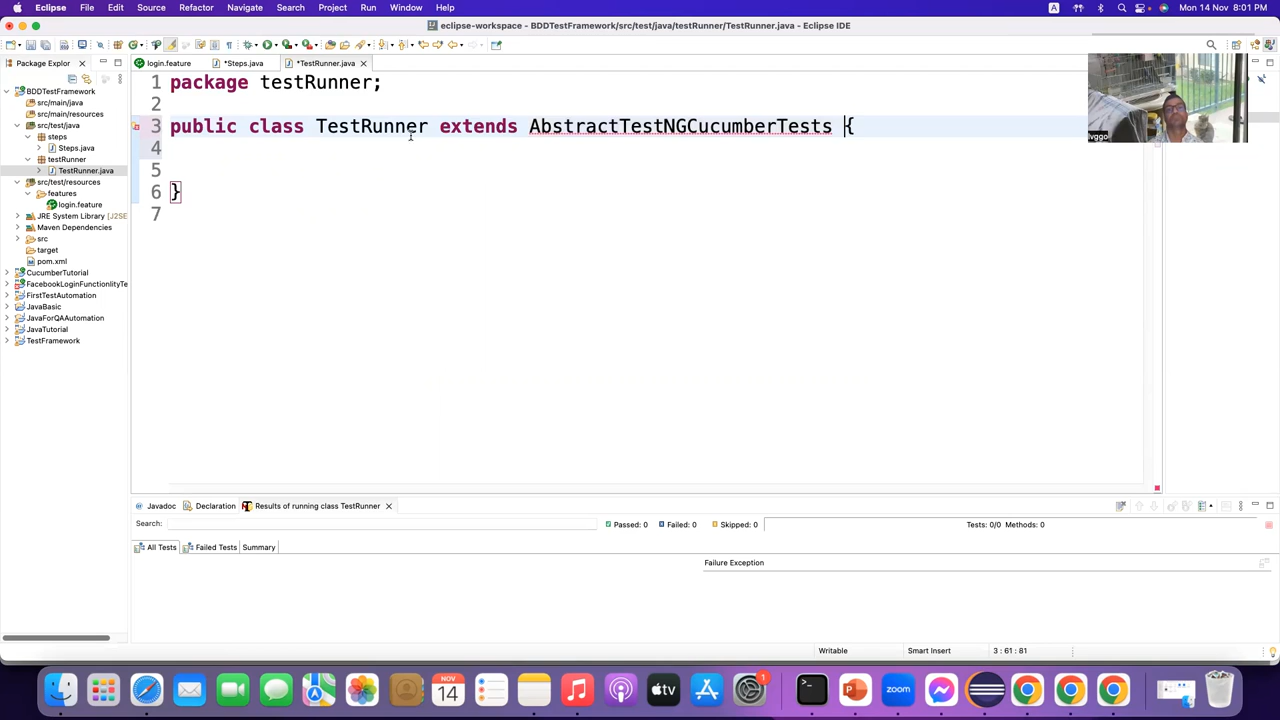 Eclipse File Edit Source Refactor Navigate Search Project Run Window Help A Mon 14 Nov 8:01 PM
eclipse-workspace - BDDTestFramework/src/test/java/testRunner/TestRunner.java - Eclipse IDE
Package Explor
login.feature *Steps.java *TestRunner.java
BDDTestFramework
src/main/java
src/main/resources
src/test/java
steps
Steps.java
testRunner
TestRunner.java
src/test/resources
features
login.feature
JRE System Library [J2SE
Maven Dependencies
src
target
pom.xml
CucumberTutorial
FacebookLoginFunctionlityTe
FirstTestAutomation
JavaBasic
JavaForQAAutomation
JavaTutorial
TestFramework
1 package testRunner;
2
3 public class TestRunner extends AbstractTestNGCucumberTests {
4
5
6 }
7
Javadoc Declaration Results of running class TestRunner
Search: Passed: 0 Failed: 0 Skipped: 0 Tests: 0/0 Methods: 0
All Tests Failed Tests Summary
Failure Exception
Writable Smart Insert 3 : 61 : 81
NOV
14
tv
zoom
1